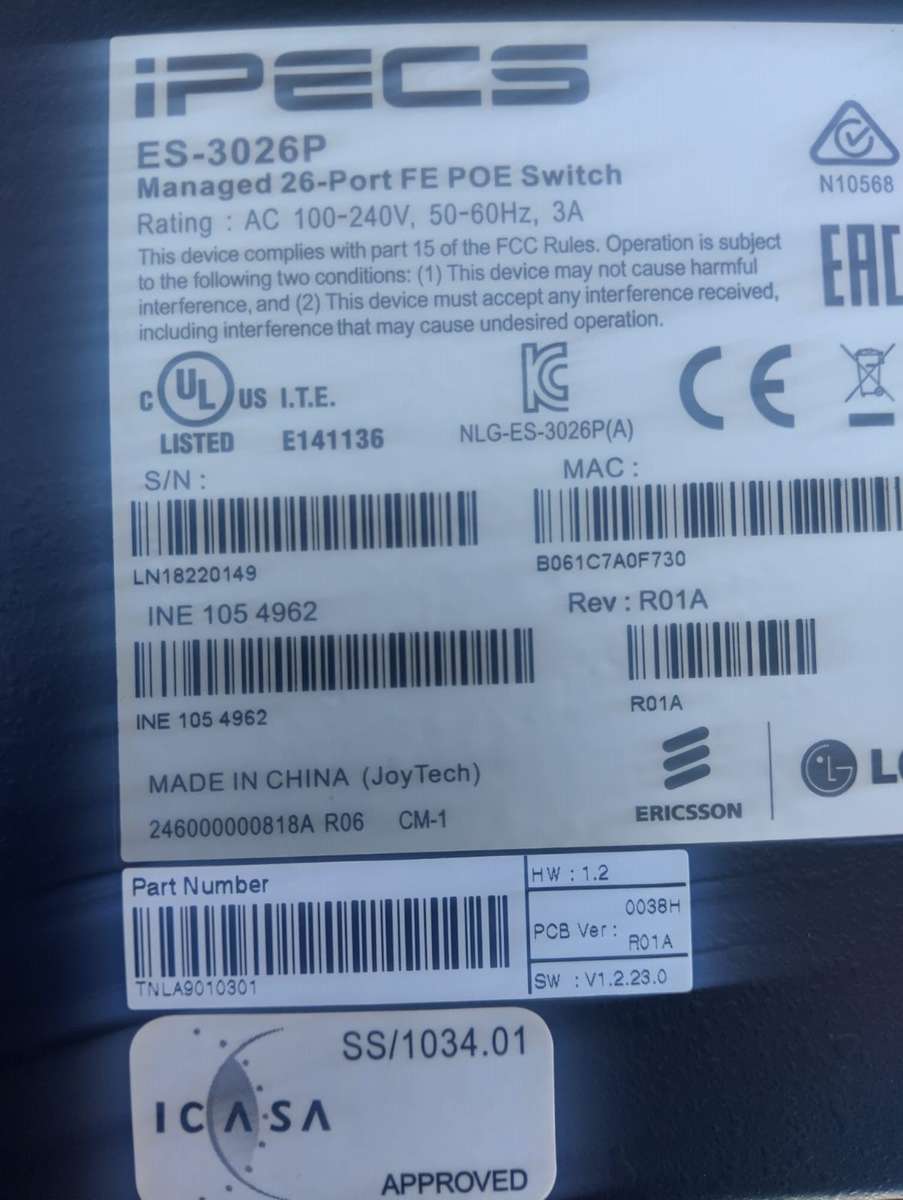 iPECS
ES-3026P
Managed 26-Port FE POE Switch
Rating : AC 100-240V, 50-60Hz, 3A
This device complies with part 15 of the FCC Rules. Operation is subject
to the following two conditions: (1) This device may not cause harmful
interference, and (2) This device must accept any interference received,
including interference that may cause undesired operation.
N10568
EAC
C UL US I.T.E.
LISTED E141136
KC
NLG-ES-3026P(A)
CE
S/N :
LN18220149
MAC :
B061C7A0F730
INE 105 4962
INE 105 4962
Rev : R01A
R01A
MADE IN CHINA (JoyTech)
246000000818A R06 CM-1
ERICSSON
LG
Part Number
TNLA9010301
HW : 1.2
PCB Ver : 0038H
R01A
SW : V1.2.23.0
SS/1034.01
ICASA
APPROVED